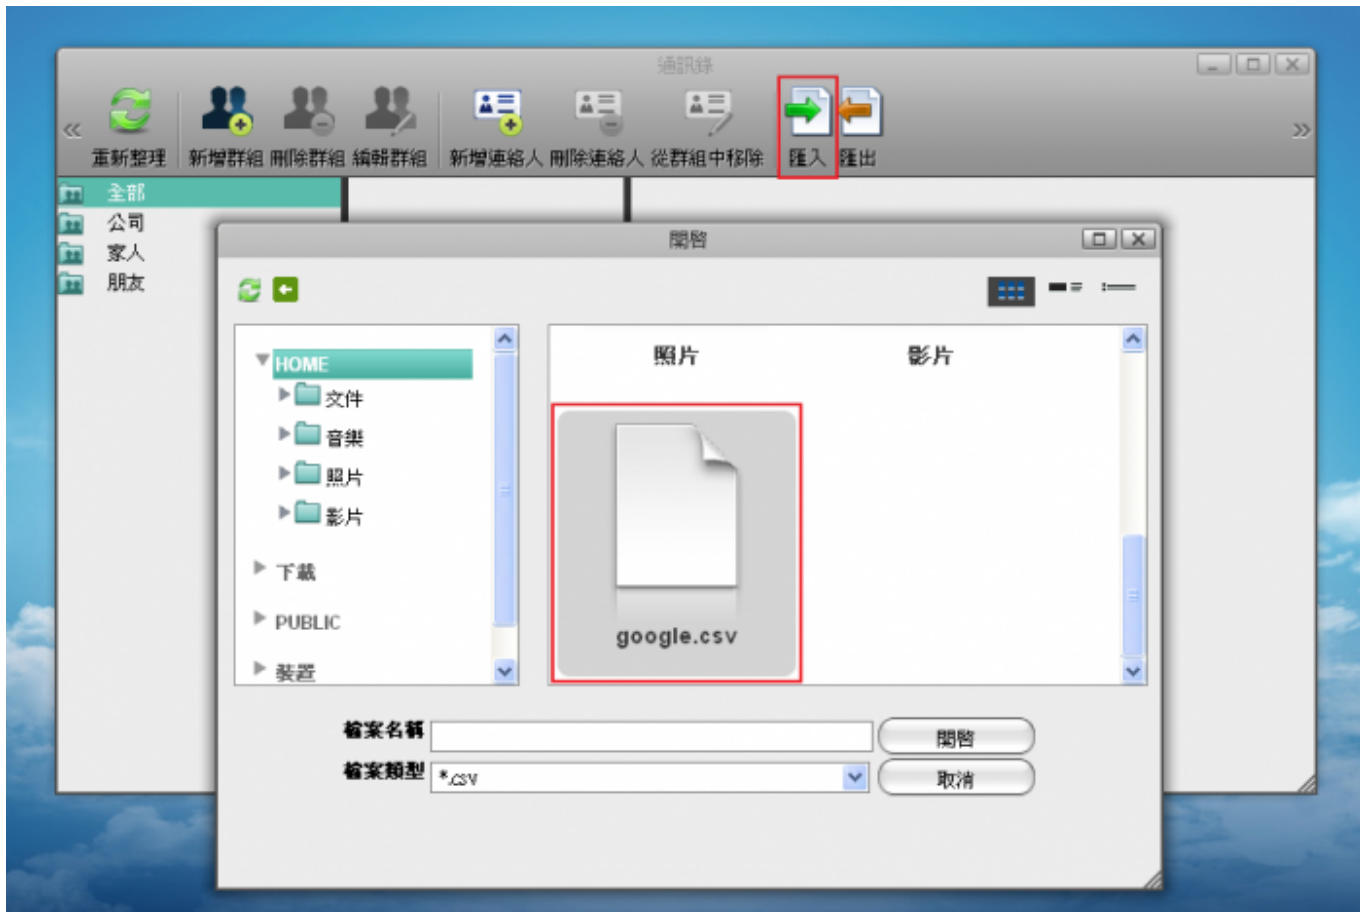 通訊錄
重新整理 新增群組 刪除群組 編輯群組 新增連絡人 刪除連絡人 從群組中移除 匯入 匯出
全部
公司
家人
朋友
開啓
HOME
文件
音樂
照片
影片
下載
PUBLIC
裝置
照片 影片
google.csv
檔案名稱
開啓
檔案類型 *.csv
取消